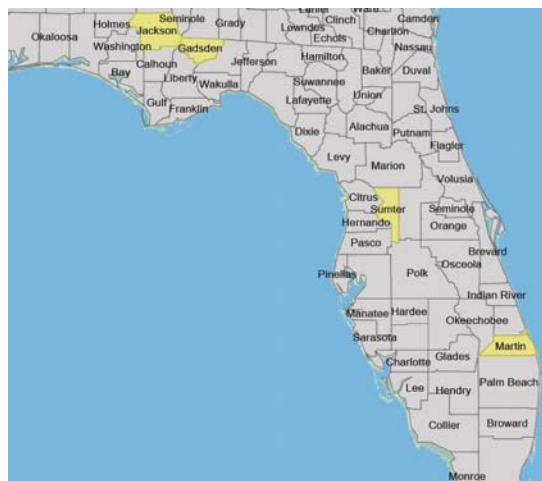 Camden
Seminole
Holmes
Jackson
Grady
Lowndes
Clinch
Charlton
Okaloosa
Echols
Nassau
Washington
Gadsden
Hamilton
Jefferson
Baker
Duval
Calhoun
Bay
Liberty
Suwannee
Wakulla
Union
Gulf
Franklin
Lafayette
St. Johns
Alachua
Putnam
Dixie
Flagler
Levy
Marion
Volusia
Citrus
Sumter
Seminole
Hernando
Orange
Pasco
Brevard
Osceola
Pinellas
Polk
Indian River
Manatee
Hardee
Okeechobee
Sarasota
Martin
Glades
Charlotte
Lee
Hendry
Palm Beach
Collier
Broward
Monroe